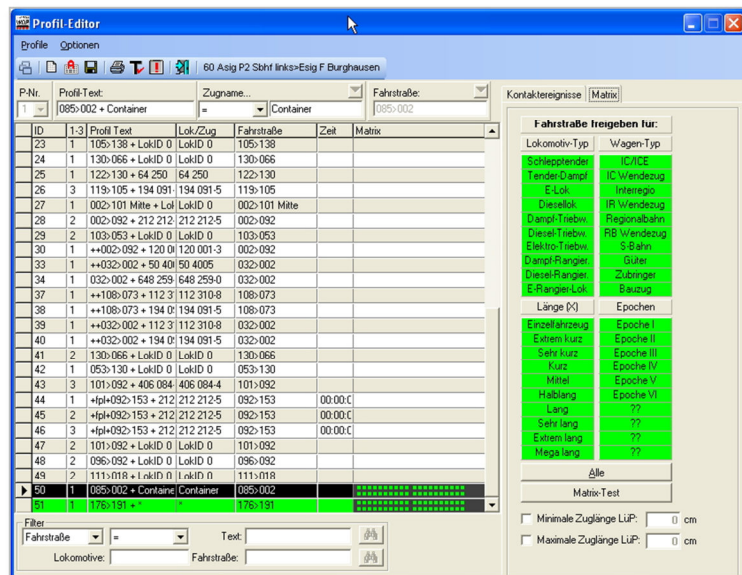 Profil-Editor
Profile Optionen
60 Asig P2 Sbhf links>Esig F Burghausen
P-Nr. Profil-Text: Zugname... Fahrstraße:
1 085>002 + Container = Container 085>002
ID 1-3 Profil Text Lok/Zug Fahrstraße Zeit Matrix
23 1 105>138 + LokID 0 LokID 0 105>138
24 1 130>066 + LokID 0 LokID 0 130>066
25 1 122>130 + 64 250 64 250 122>130
26 3 119>105 + 194 091- 194 091-5 119>105
27 1 002>101 Mitte + Lol LokID 0 002>101 Mitte
28 2 002>092 + 212 212- 212 212-5 002>092
29 2 103>053 + LokID 0 LokID 0 103>053
30 1 ++002>092 + 120 00 120 001-3 002>092
33 1 ++032>002 + 50 40 50 4005 032>002
34 1 032>002 + 648 259- 648 259-0 032>002
37 1 ++108>073 + 112 3 112 310-8 108>073
38 1 ++108>073 + 194 0 194 091-5 108>073
39 1 ++032>002 + 112 3 112 310-8 032>002
40 1 ++032>002 + 194 0 194 091-5 032>002
41 2 130>066 + LokID 0 LokID 0 130>066
42 1 053>130 + LokID 0 LokID 0 053>130
43 3 101>092 + 406 084- 406 084-4 101>092
44 1 +fpl+092>153 + 212 212 212-5 092>153 00:00:0
45 2 +fpl+092>153 + 212 212 212-5 092>153 00:00:0
46 3 +fpl+092>153 + 212 212 212-5 092>153 00:00:0
47 2 101>092 + LokID 0 LokID 0 101>092
48 2 096>092 + LokID 0 LokID 0 096>092
49 2 111>018 + LokID 0 LokID 0 111>018
50 1 085>002 + Containe Container 085>002
51 1 176>191 + * * 176>191
Filter
Fahrstraße = Text:
Lokomotive: Fahrstraße:
Kontaktereignisse Matrix
Fahrstraße freigeben für:
Lokomotiv-Typ Wagen-Typ
Schlepptender IC/ICE
Tender-Dampf IC Wendezug
E-Lok Interregio
Diesellok IR Wendezug
Dampf-Triebw. Regionalbahn
Diesel-Triebw. RB Wendezug
Elektro-Triebw. S-Bahn
Dampf-Rangier. Güter
Diesel-Rangier. Zubringer
E-Rangier-Lok Bauzug
Länge (X) Epochen
Einzelfahrzeug Epoche I
Extrem kurz Epoche II
Sehr kurz Epoche III
Kurz Epoche IV
Mittel Epoche V
Halblang Epoche VI
Lang ??
Sehr lang ??
Extrem lang ??
Mega lang ??
Alle
Matrix-Test
Minimale Zuglänge LüP: 0 cm
Maximale Zuglänge LüP: 0 cm